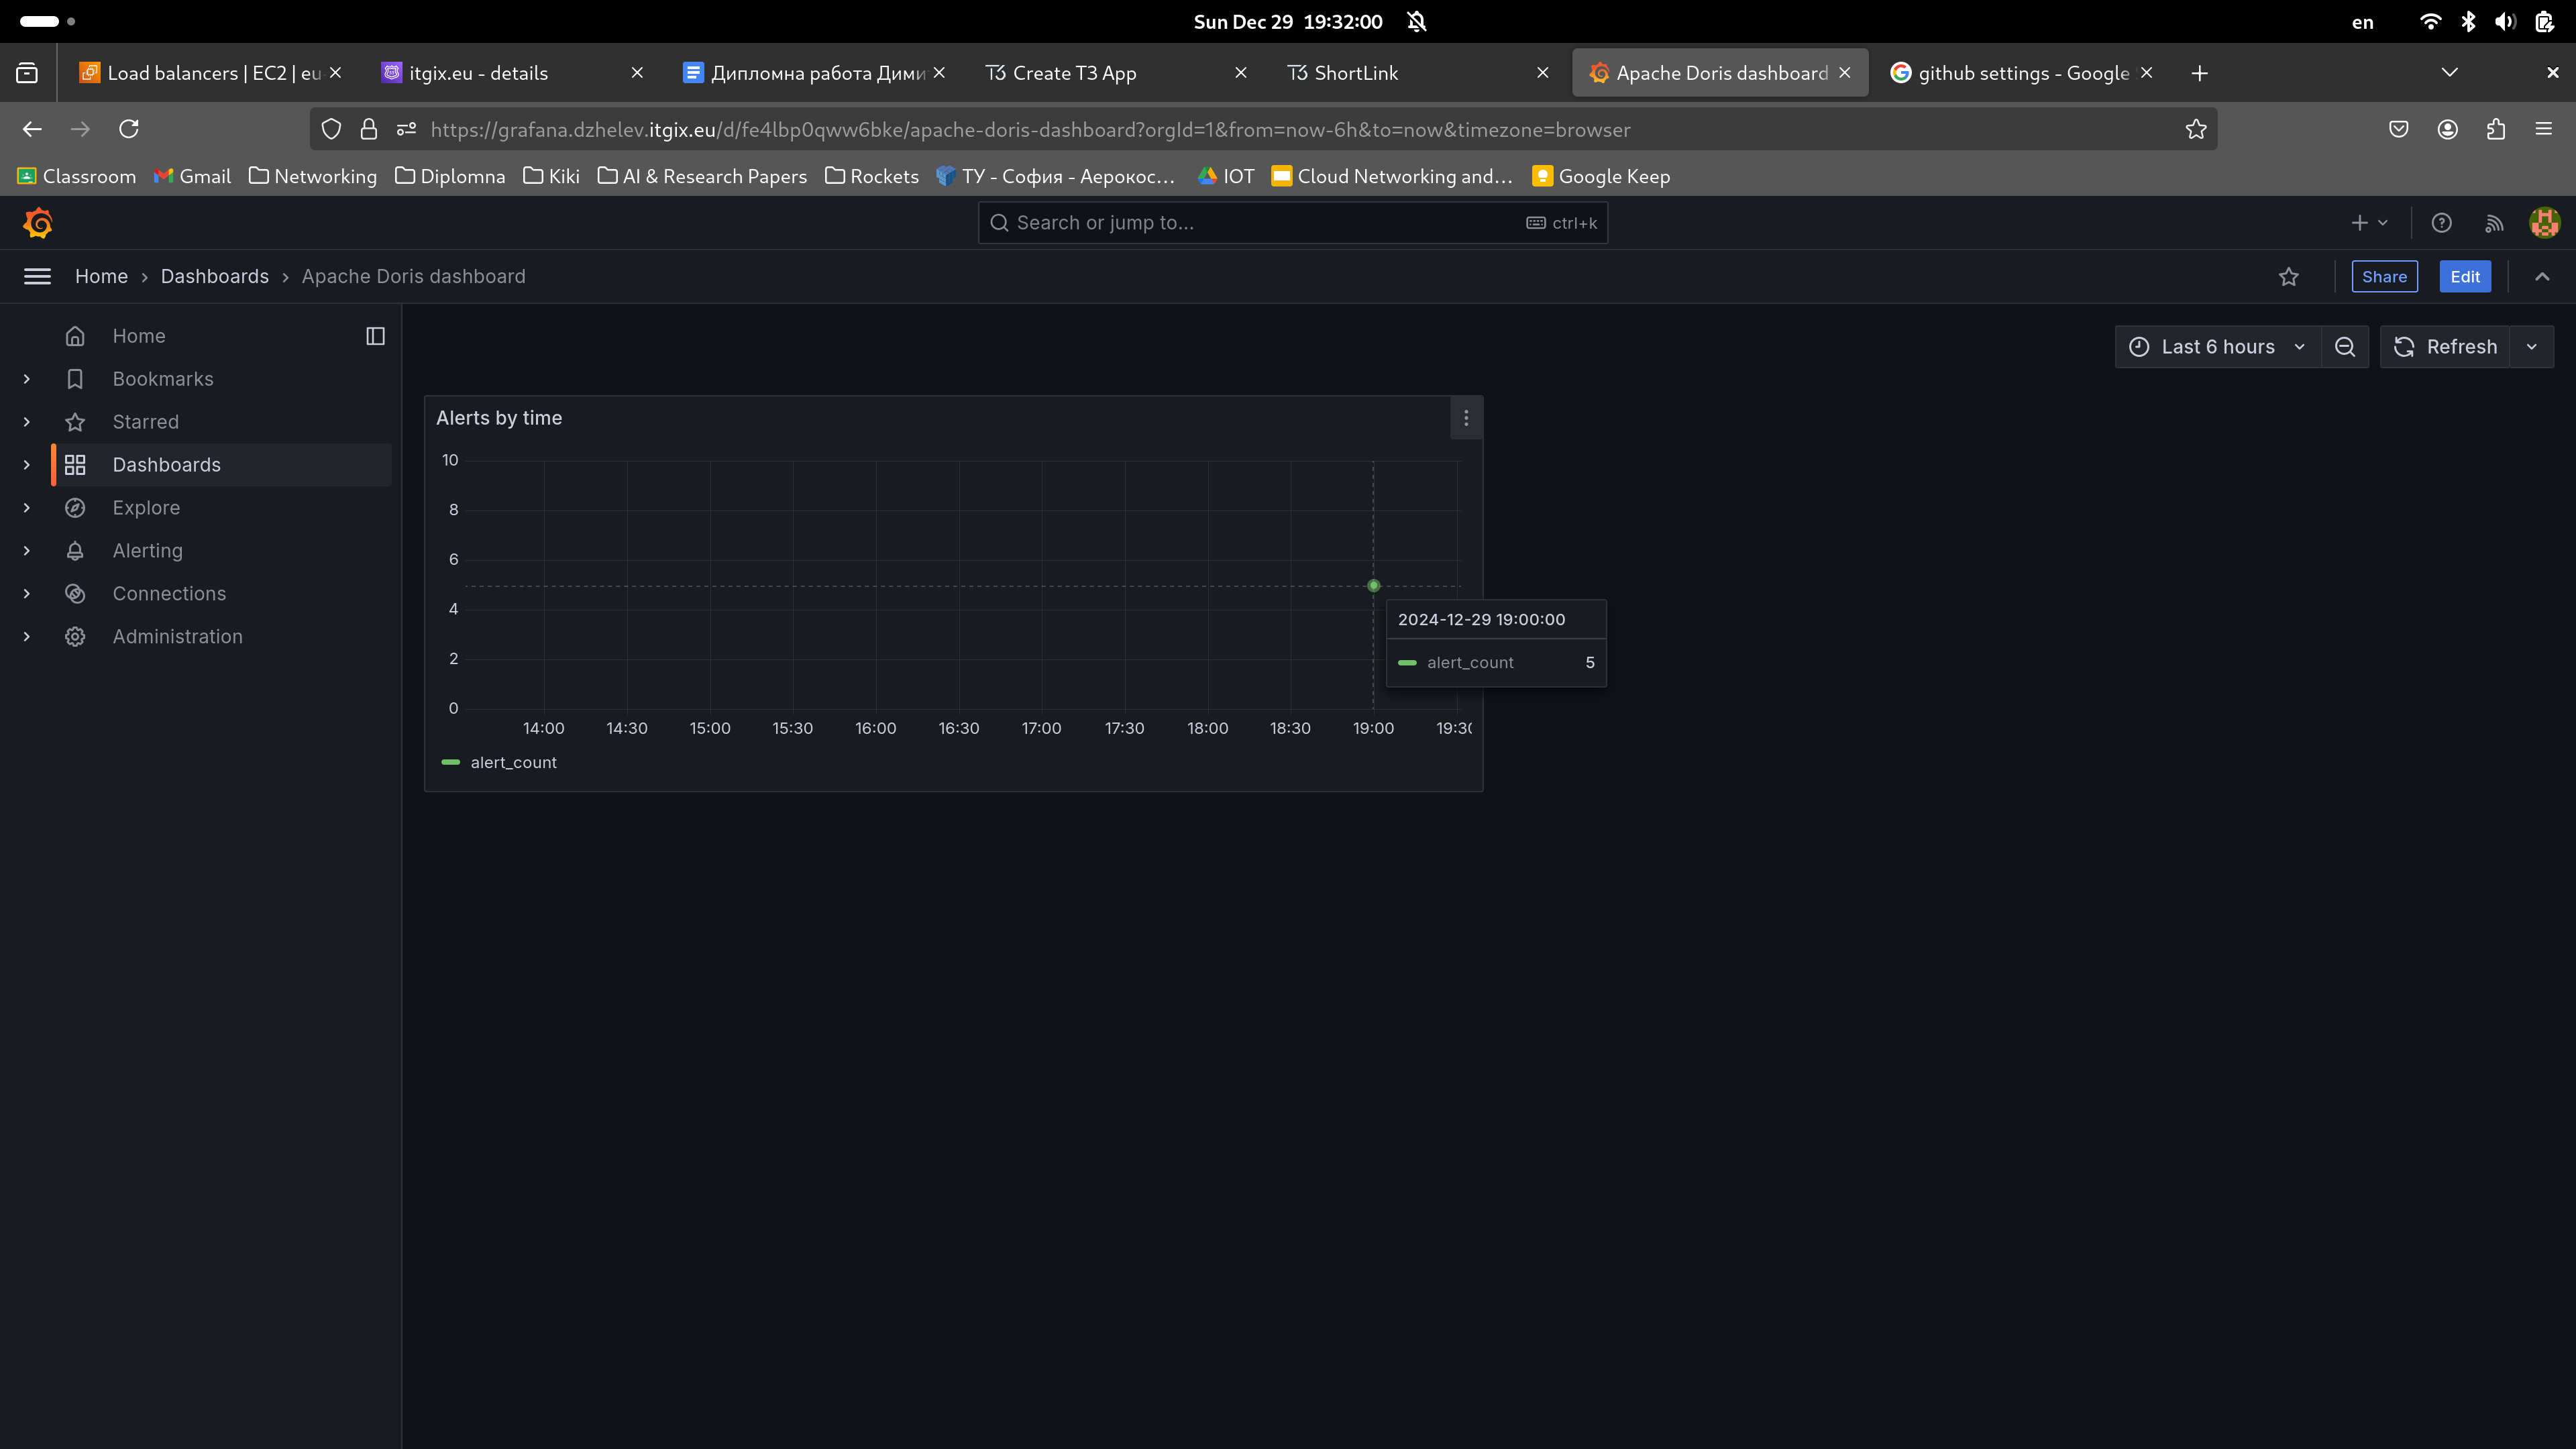 Sun Dec 29 19:32:00
en
Load balancers | EC2 | eu
itgix.eu - details
Дипломна работа Дими
Create T3 App
ShortLink
Apache Doris dashboard
github settings - Google
https://grafana.dzhelev.itgix.eu/d/fe4lbp0qww6bke/apache-doris-dashboard?orgId=1&from=now-6h&to=now&timezone=browser
Classroom
Gmail
Networking
Diplomna
Kiki
AI & Research Papers
Rockets
ТУ - София - Аерокос...
IOT
Cloud Networking and...
Google Keep
Search or jump to...
ctrl+k
Home › Dashboards › Apache Doris dashboard
Share
Edit
Home
Bookmarks
Starred
Dashboards
Explore
Alerting
Connections
Administration
Last 6 hours
Refresh
Alerts by time
10
8
6
4
2
0
14:00 14:30 15:00 15:30 16:00 16:30 17:00 17:30 18:00 18:30 19:00 19:30
alert_count
2024-12-29 19:00:00
alert_count 5